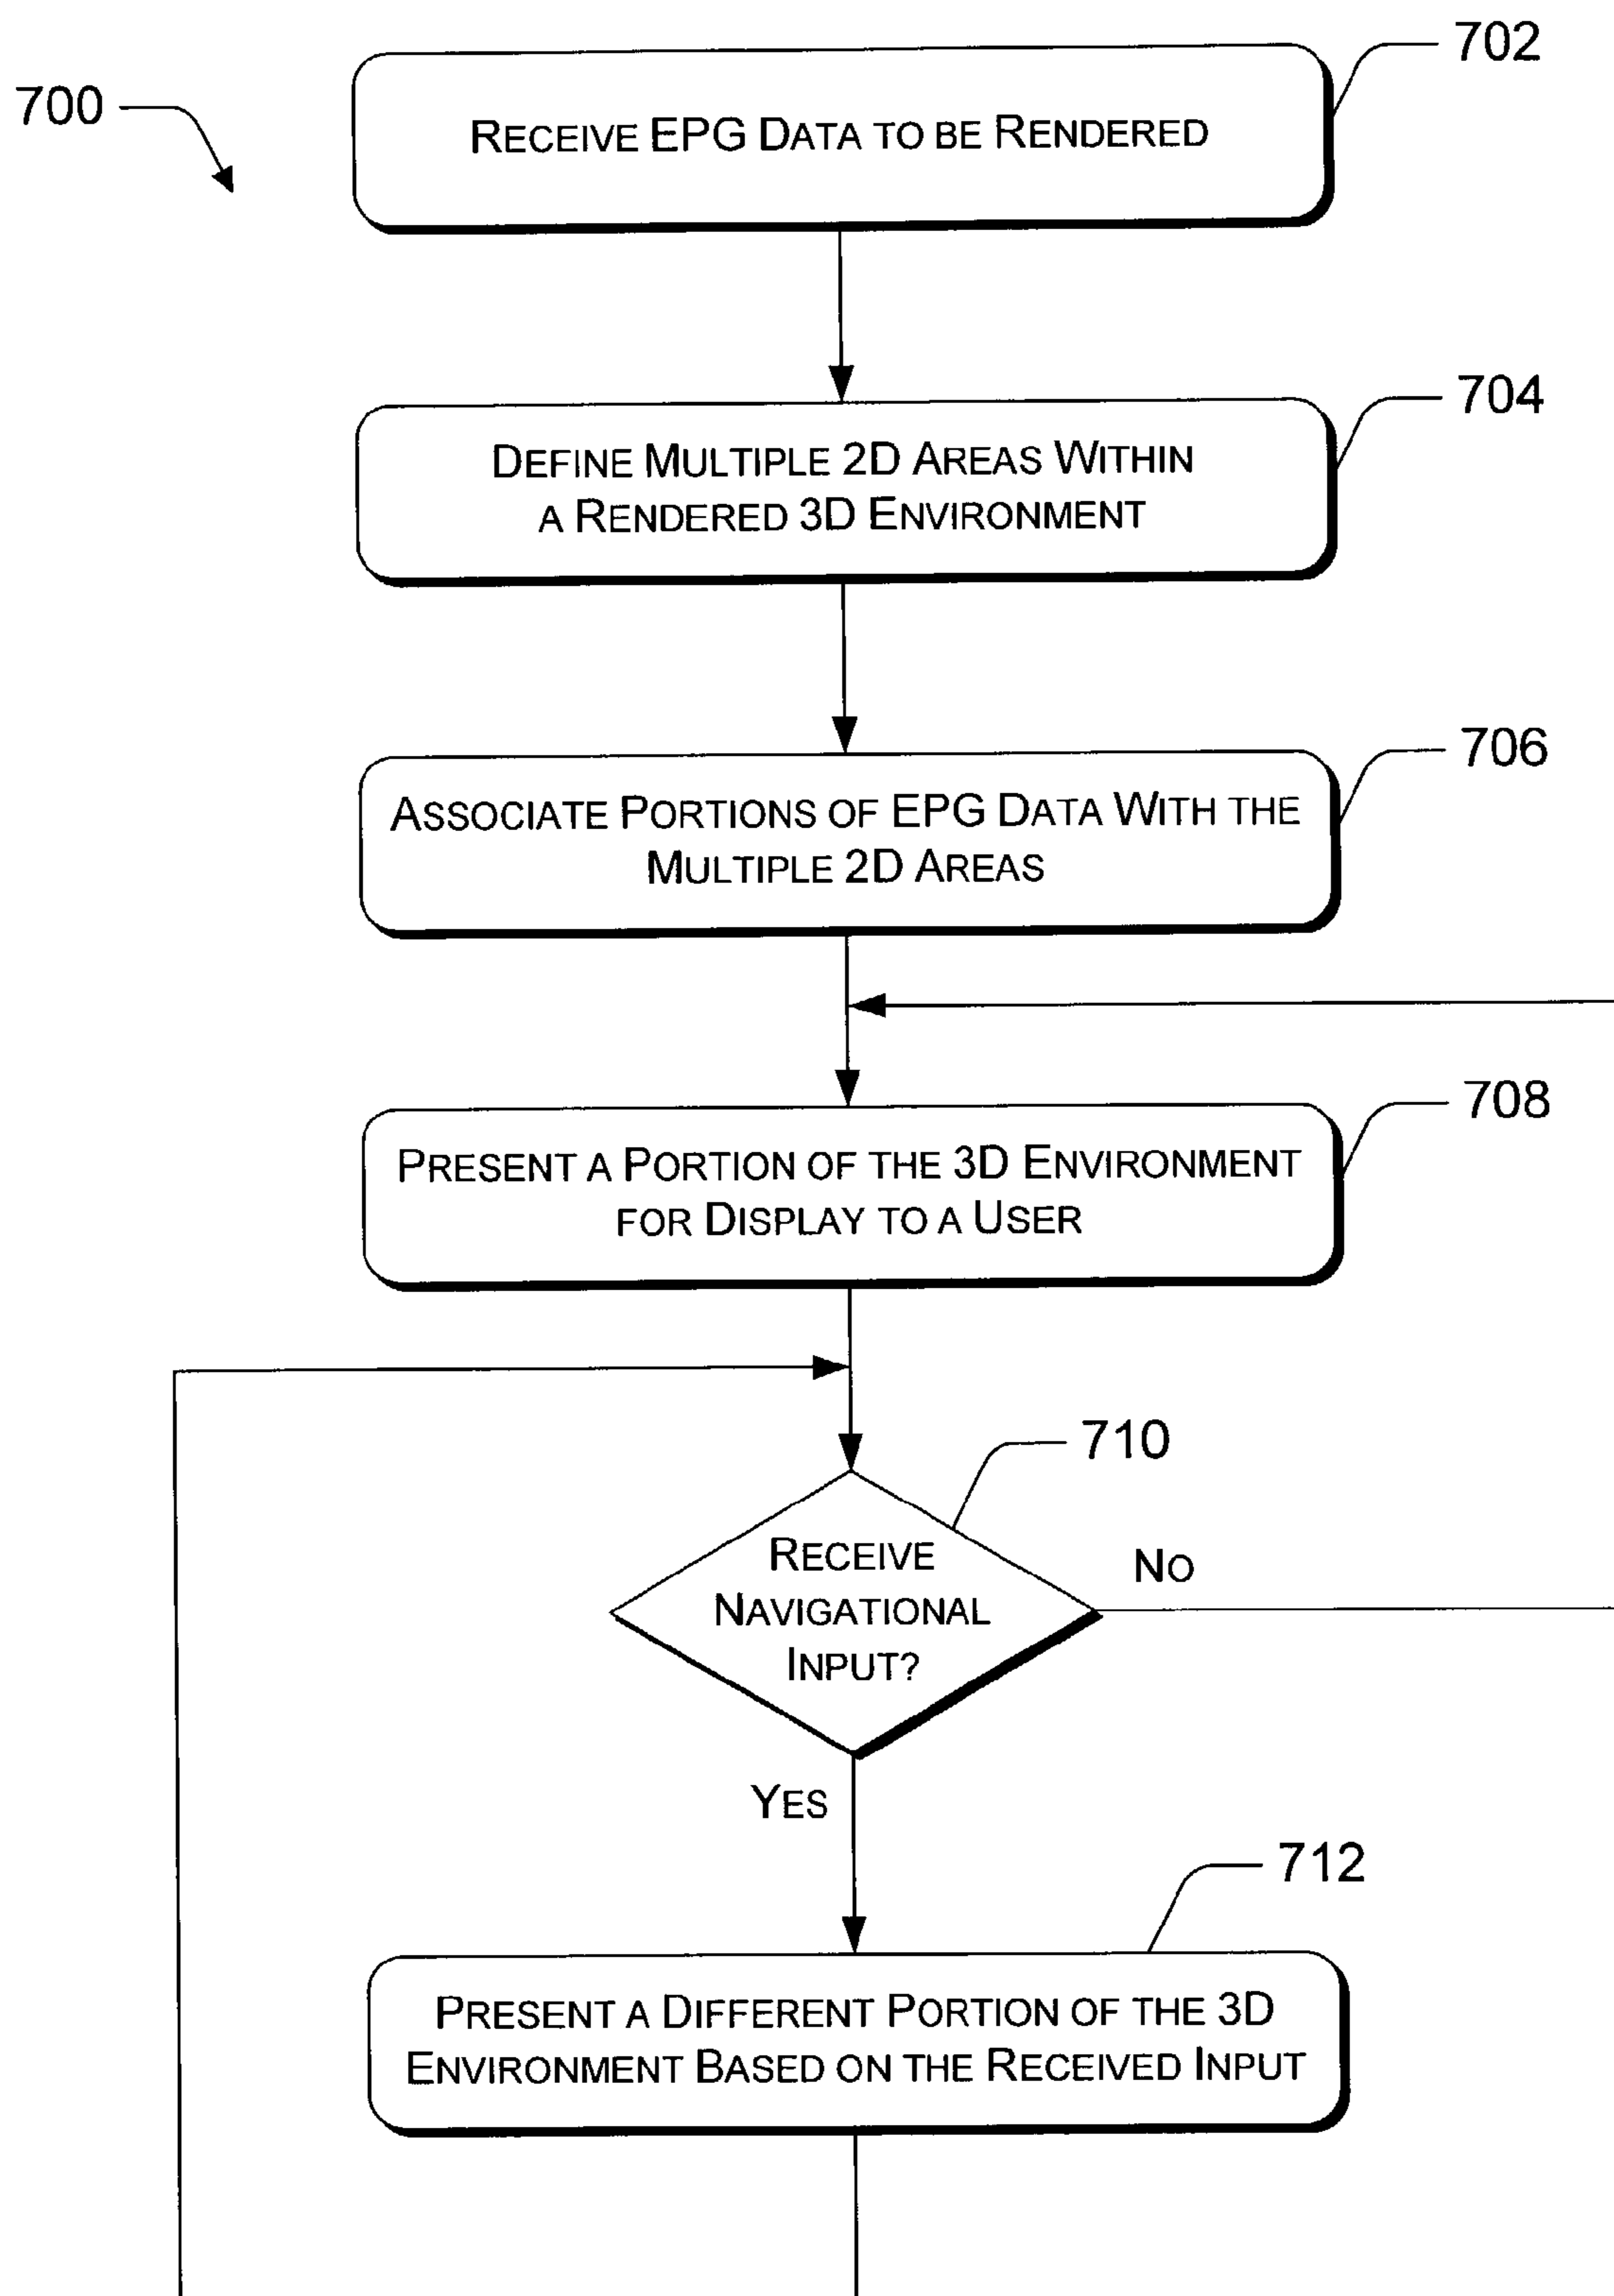 700
702
RECEIVE EPG DATA TO BE RENDERED
704
DEFINE MULTIPLE 2D AREAS WITHIN
A RENDERED 3D ENVIRONMENT
706
ASSOCIATE PORTIONS OF EPG DATA WITH THE
MULTIPLE 2D AREAS
708
PRESENT A PORTION OF THE 3D ENVIRONMENT
FOR DISPLAY TO A USER
710
RECEIVE
NAVIGATIONAL
INPUT?
NO
YES
712
PRESENT A DIFFERENT PORTION OF THE 3D
ENVIRONMENT BASED ON THE RECEIVED INPUT